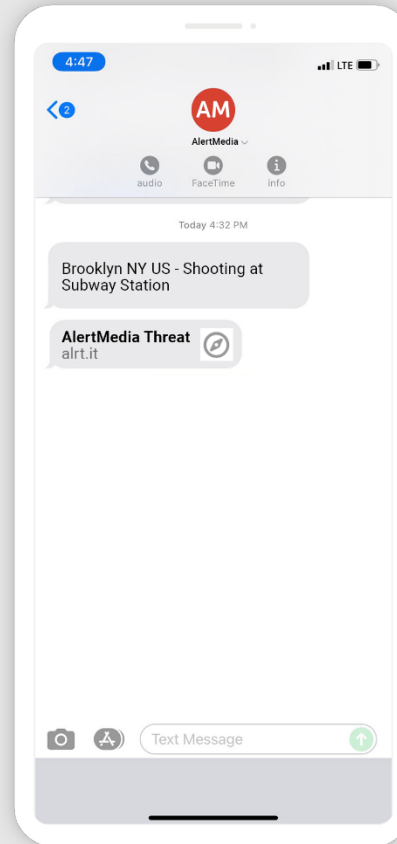 4:47
LTE
2
AM
AlertMedia
audio FaceTime info
Today 4:32 PM
Brooklyn NY US - Shooting at
Subway Station
AlertMedia Threat
alrt.it
Text Message